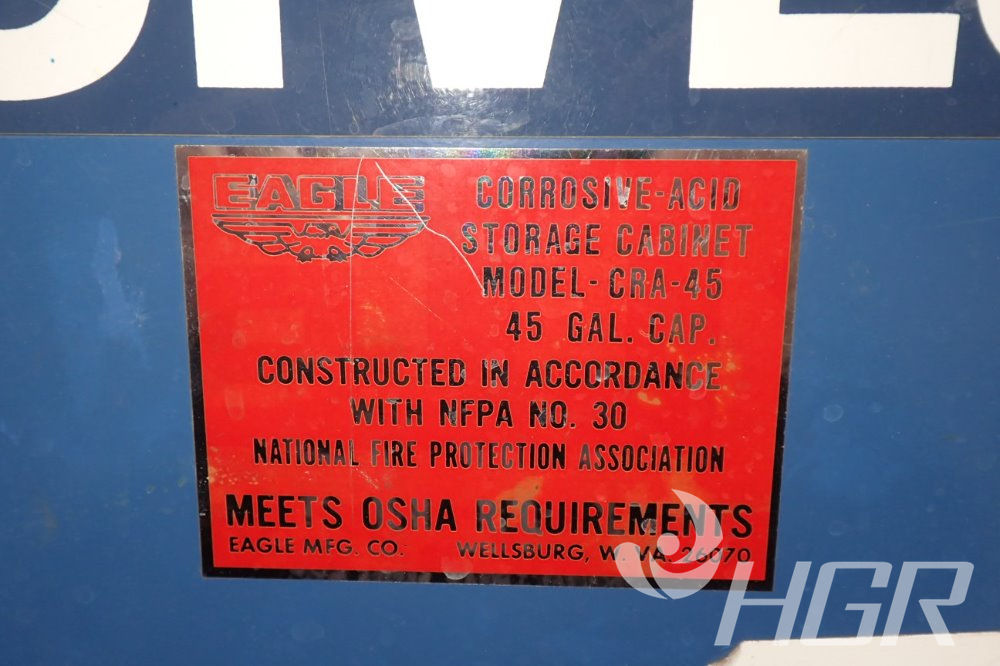 SIVE
EAGLE
CORROSIVE-ACID
STORAGE CABINET
MODEL-CRA-45
45 GAL. CAP.
CONSTRUCTED IN ACCORDANCE
WITH NFPA NO. 30
NATIONAL FIRE PROTECTION ASSOCIATION
MEETS OSHA REQUIREMENTS
EAGLE MFG. CO. WELLSBURG, W. VA. 26070
HGR